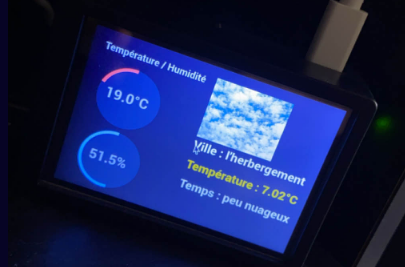 Température / Humidité
19.0°C
51.5%
Ville : l'herbergement
Température : 7.02°C
Temps : peu nuageux